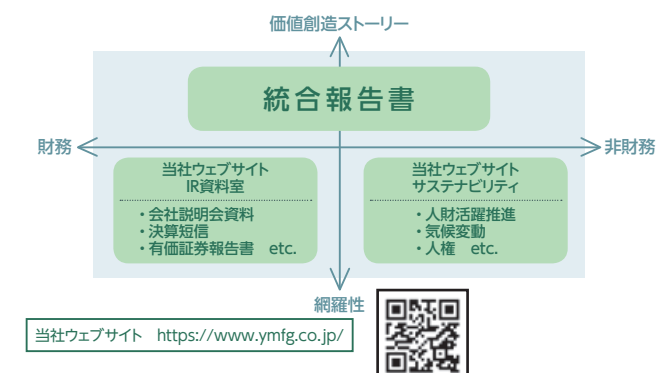 価値創造ストーリー
統合報告書
財務
非財務
当社ウェブサイト
IR資料室
・会社説明会資料
・決算短信
・有価証券報告書 etc.
当社ウェブサイト
サステナビリティ
・人財活躍推進
・気候変動
・人権 etc.
網羅性
当社ウェブサイト https://www.ymfg.co.jp/